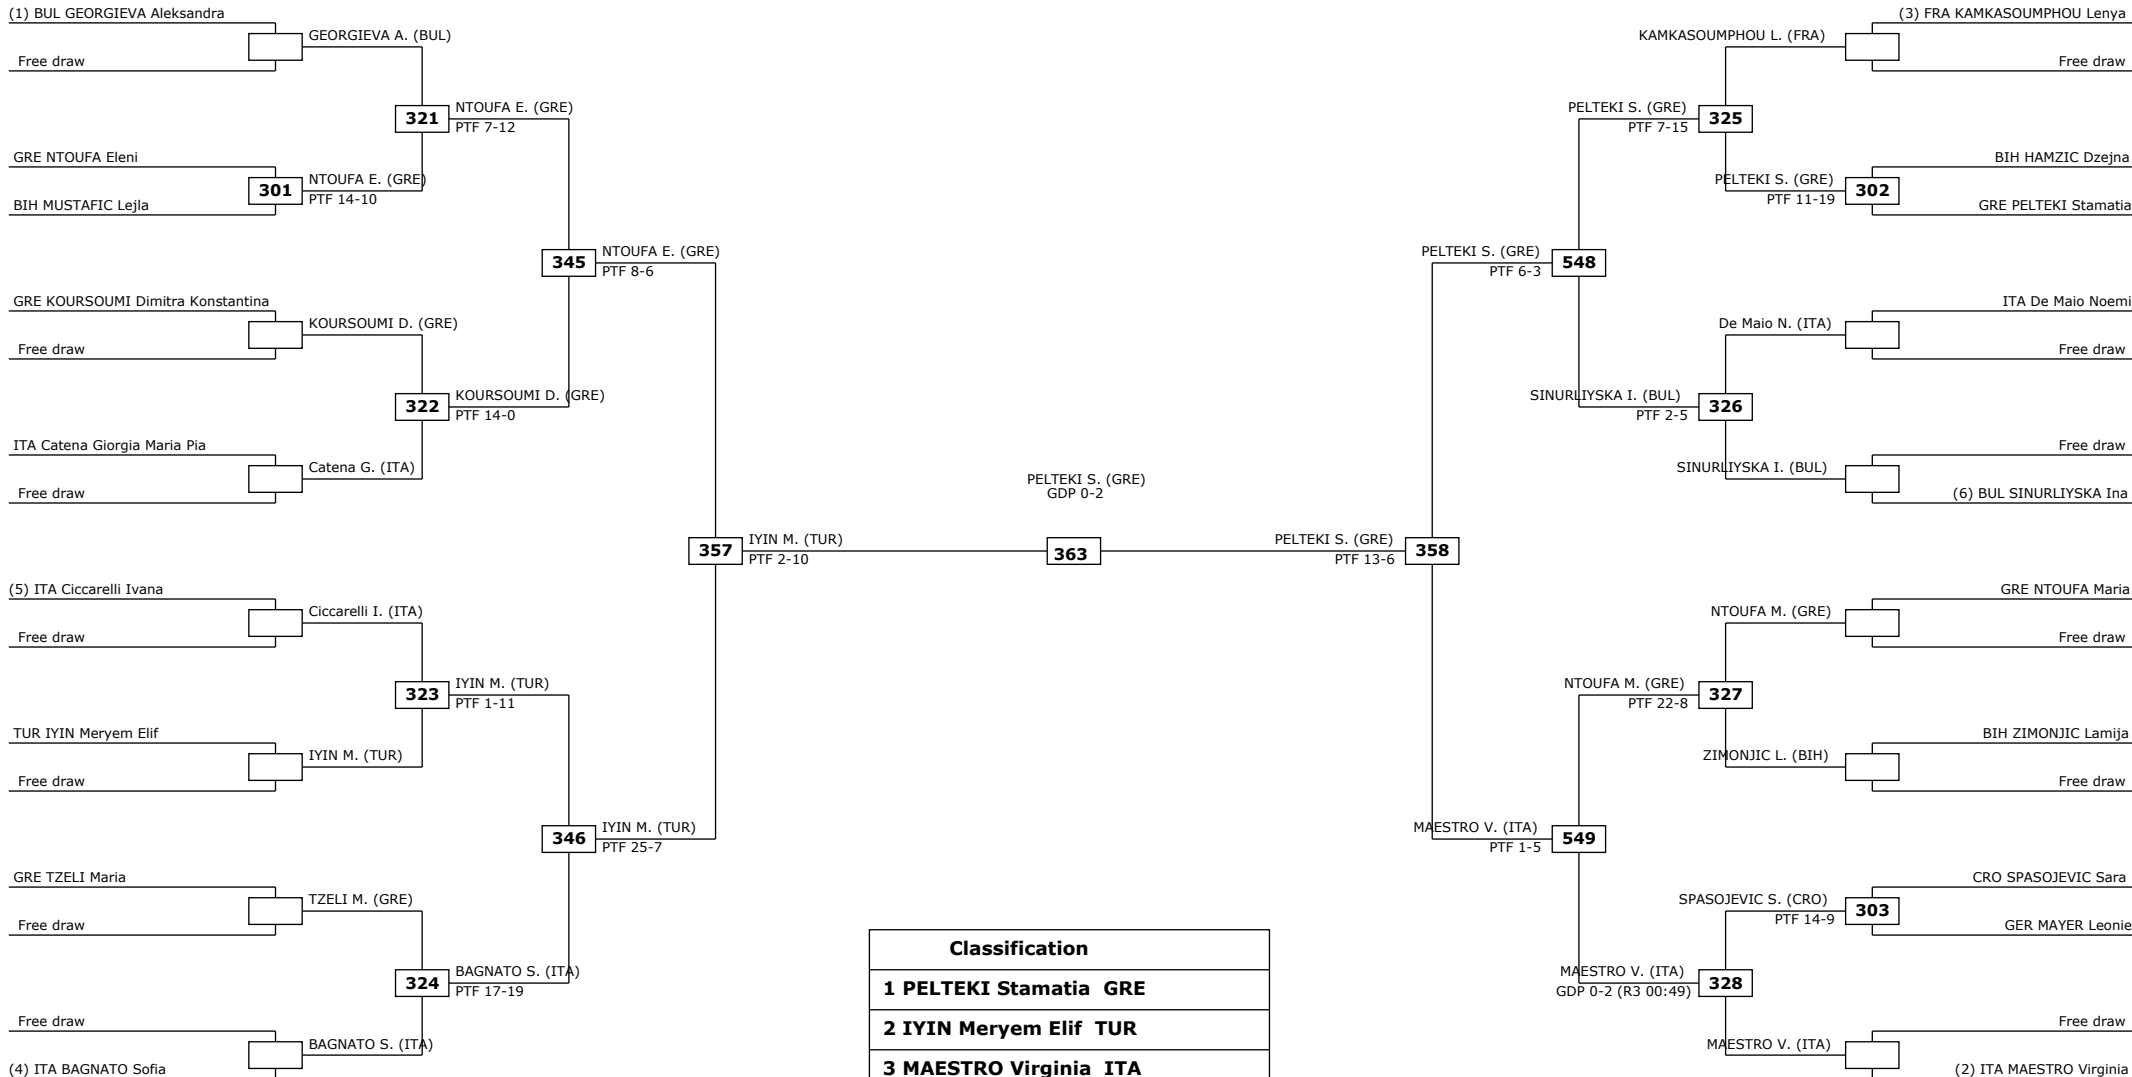 (1) BUL GEORGIEVA Aleksandra
GEORGIEVA A. (BUL)
Free draw
321
NTOUFA E. (GRE)
PTF 7-12
GRE NTOUFA Eleni
301
NTOUFA E. (GRE)
PTF 14-10
BIH MUSTAFIC Lejla
345
NTOUFA E. (GRE)
PTF 8-6
GRE KOURSOUMI Dimitra Konstantina
KOURSOUMI D. (GRE)
Free draw
322
KOURSOUMI D. (GRE)
PTF 14-0
ITA Catena Giorgia Maria Pia
Catena G. (ITA)
Free draw
357
IYIN M. (TUR)
PTF 2-10
(5) ITA Ciccarelli Ivana
Ciccarelli I. (ITA)
Free draw
323
IYIN M. (TUR)
PTF 1-11
TUR IYIN Meryem Elif
IYIN M. (TUR)
Free draw
346
IYIN M. (TUR)
PTF 25-7
GRE TZELI Maria
TZELI M. (GRE)
Free draw
324
BAGNATO S. (ITA)
PTF 17-19
Free draw
BAGNATO S. (ITA)
(4) ITA BAGNATO Sofia
PELTEKI S. (GRE)
GDP 0-2
363
Classification
1 PELTEKI Stamatia GRE
2 IYIN Meryem Elif TUR
3 MAESTRO Virginia ITA
(3) FRA KAMKASOUMPHOU Lenya
KAMKASOUMPHOU L. (FRA)
Free draw
PELTEKI S. (GRE)
PTF 7-15
325
BIH HAMZIC Dzejna
PELTEKI S. (GRE)
PTF 11-19
302
GRE PELTEKI Stamatia
PELTEKI S. (GRE)
PTF 6-3
548
ITA De Maio Noemi
De Maio N. (ITA)
Free draw
SINURLIYSKA I. (BUL)
PTF 2-5
326
Free draw
SINURLIYSKA I. (BUL)
(6) BUL SINURLIYSKA Ina
PELTEKI S. (GRE)
PTF 13-6
358
GRE NTOUFA Maria
NTOUFA M. (GRE)
Free draw
NTOUFA M. (GRE)
PTF 22-8
327
BIH ZIMONJIC Lamija
ZIMONJIC L. (BIH)
Free draw
MAESTRO V. (ITA)
PTF 1-5
549
CRO SPASOJEVIC Sara
SPASOJEVIC S. (CRO)
PTF 14-9
303
GER MAYER Leonie
MAESTRO V. (ITA)
GDP 0-2 (R3 00:49)
328
Free draw
MAESTRO V. (ITA)
(2) ITA MAESTRO Virginia